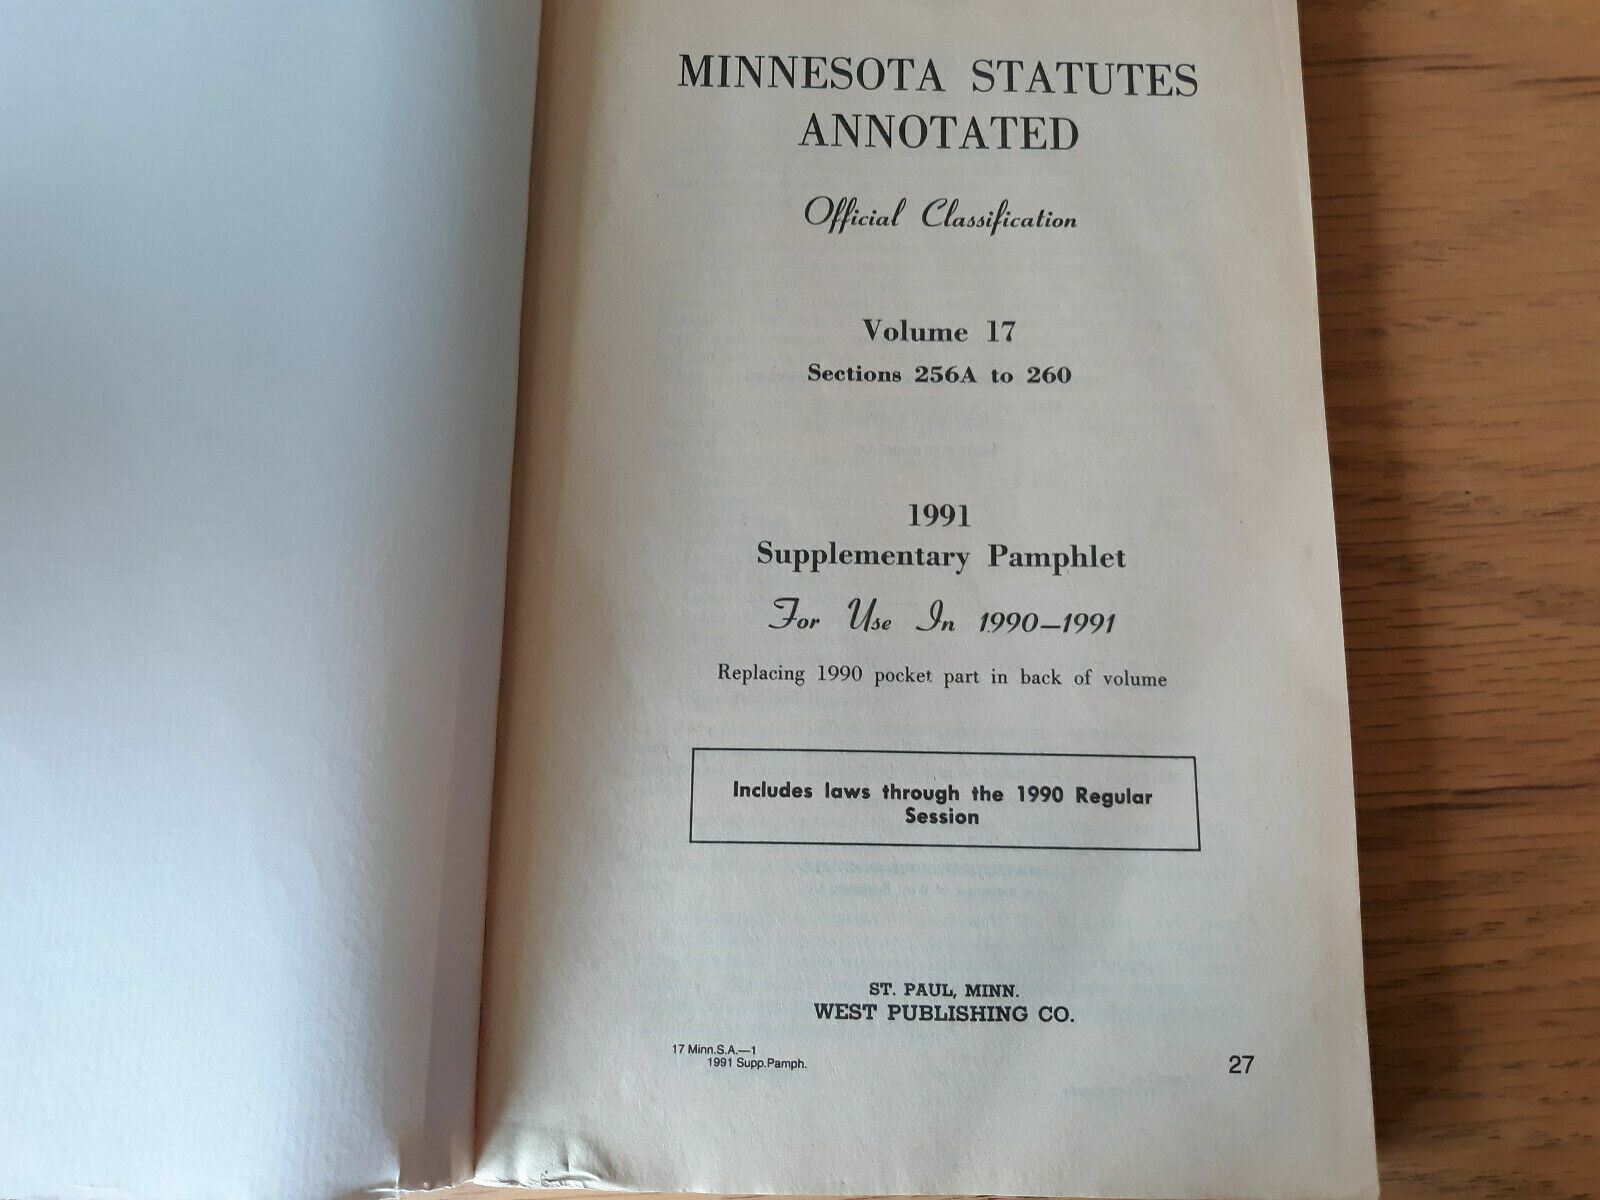 MINNESOTA STATUTES
ANNOTATED
Official Classification
Volume 17
Sections 256A to 260
1991
Supplementary Pamphlet
For Use In 1990–1991
Replacing 1990 pocket part in back of volume
Includes laws through the 1990 Regular
Session
ST. PAUL, MINN.
WEST PUBLISHING CO.
17 Minn.S.A.—1
1991 Supp.Pamph.
27